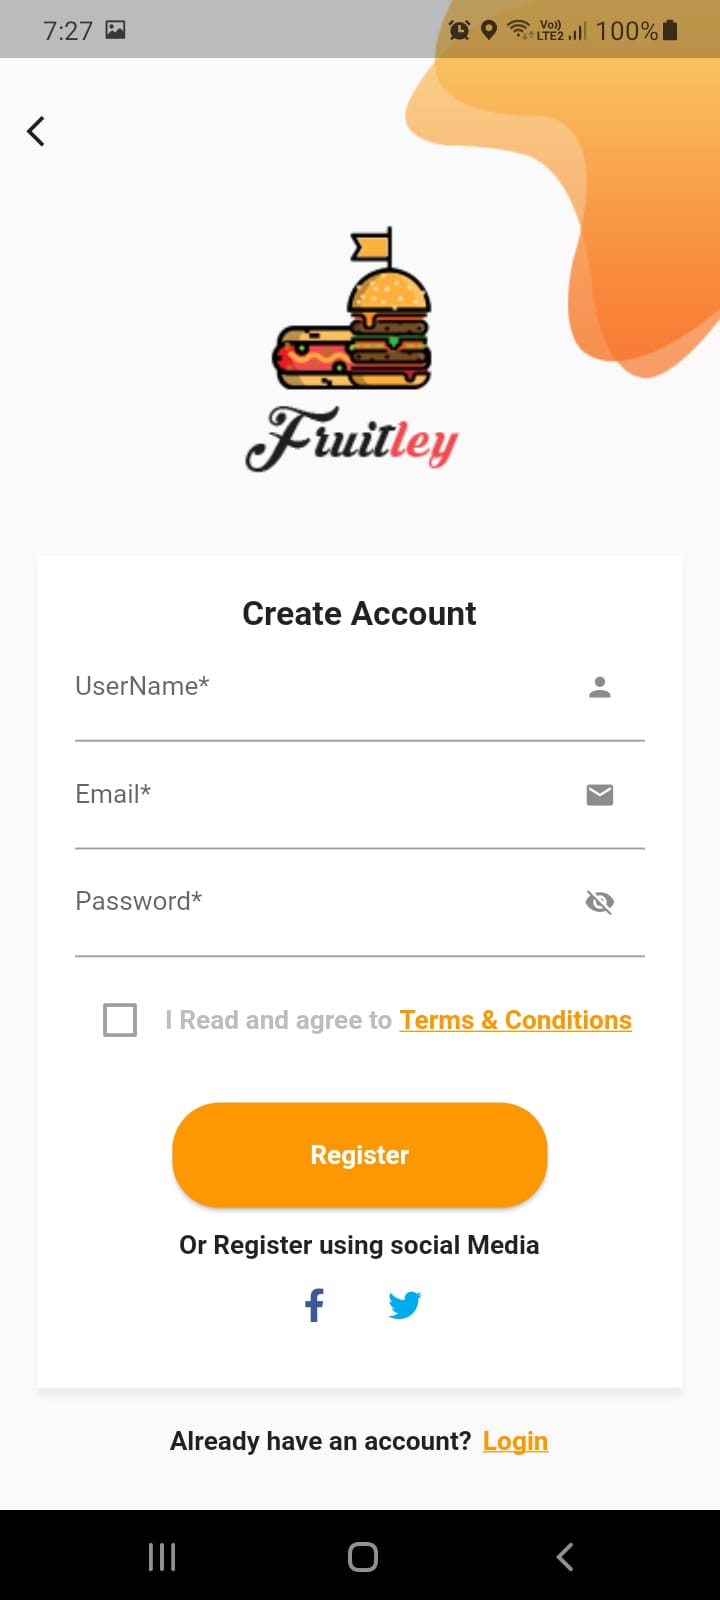 7:27 Vo)) LTE2 100%
Fruitley
Create Account
UserName*
Email*
Password*
I Read and agree to Terms & Conditions
Register
Or Register using social Media
Already have an account? Login